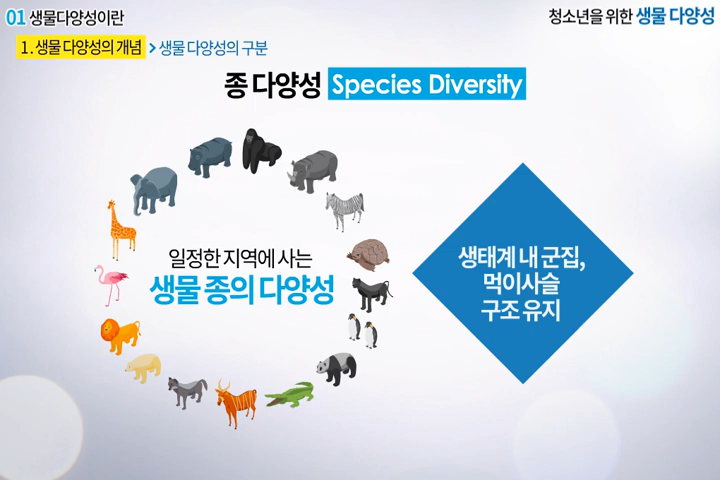 01 생물다양성이란
청소년을 위한 생물 다양성
1. 생물 다양성의 개념 > 생물 다양성의 구분
종 다양성 Species Diversity
일정한 지역에 사는
생물 종의 다양성
생태계 내 군집,
먹이사슬
구조 유지